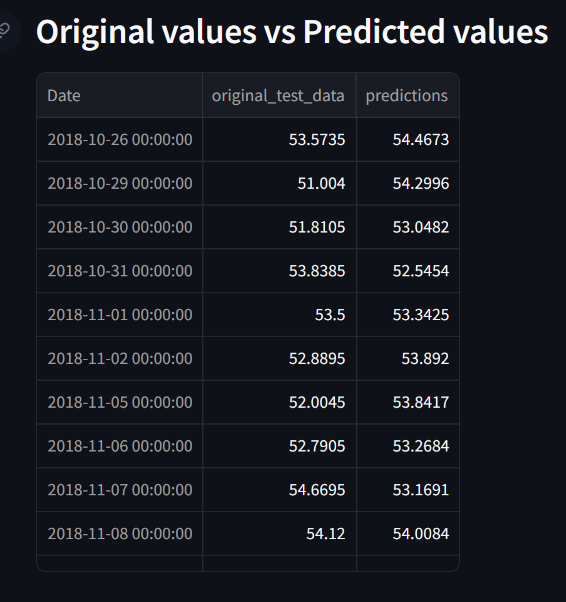 Original values vs Predicted values
Date original_test_data predictions
2018-10-26 00:00:00 53.5735 54.4673
2018-10-29 00:00:00 51.004 54.2996
2018-10-30 00:00:00 51.8105 53.0482
2018-10-31 00:00:00 53.8385 52.5454
2018-11-01 00:00:00 53.5 53.3425
2018-11-02 00:00:00 52.8895 53.892
2018-11-05 00:00:00 52.0045 53.8417
2018-11-06 00:00:00 52.7905 53.2684
2018-11-07 00:00:00 54.6695 53.1691
2018-11-08 00:00:00 54.12 54.0084